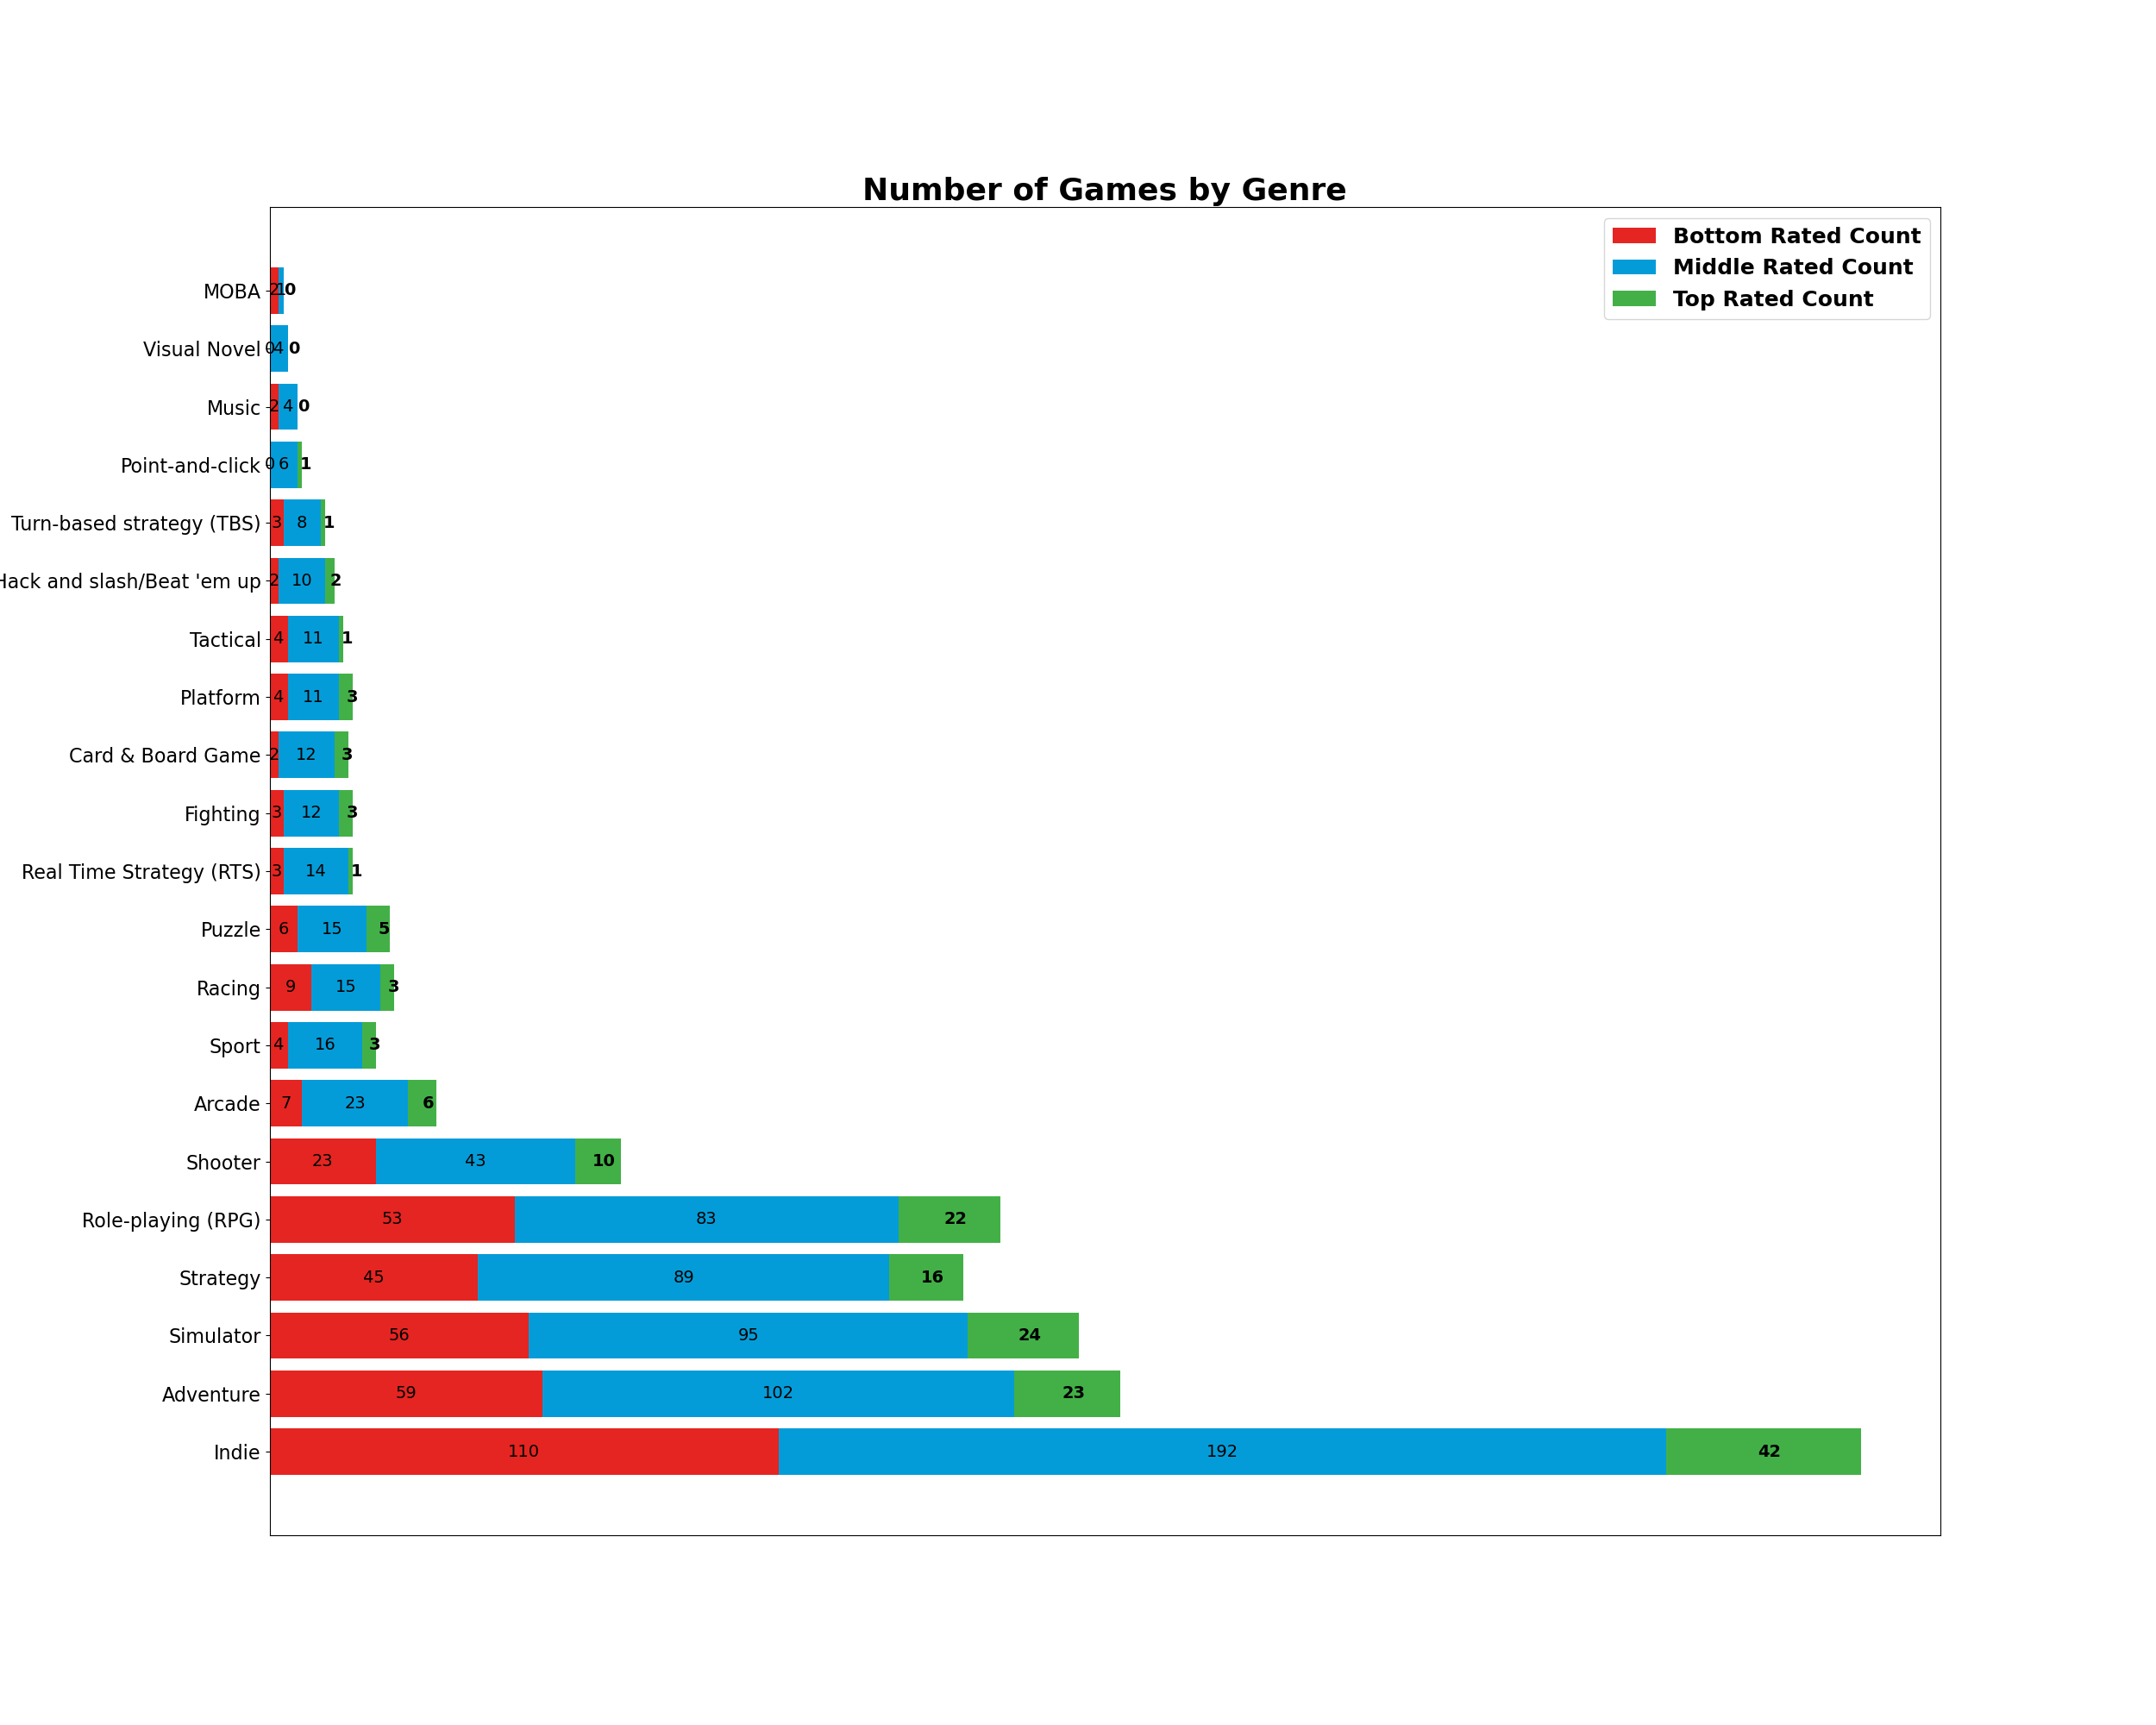 Number of Games by Genre
Bottom Rated Count
Middle Rated Count
Top Rated Count
MOBA 2 1 0
Visual Novel 0 4 0
Music 2 4 0
Point-and-click 0 6 1
Turn-based strategy (TBS) 3 8 1
Hack and slash/Beat 'em up 2 10 2
Tactical 4 11 1
Platform 4 11 3
Card & Board Game 2 12 3
Fighting 3 12 3
Real Time Strategy (RTS) 3 14 1
Puzzle 6 15 5
Racing 9 15 3
Sport 4 16 3
Arcade 7 23 6
Shooter 23 43 10
Role-playing (RPG) 53 83 22
Strategy 45 89 16
Simulator 56 95 24
Adventure 59 102 23
Indie 110 192 42